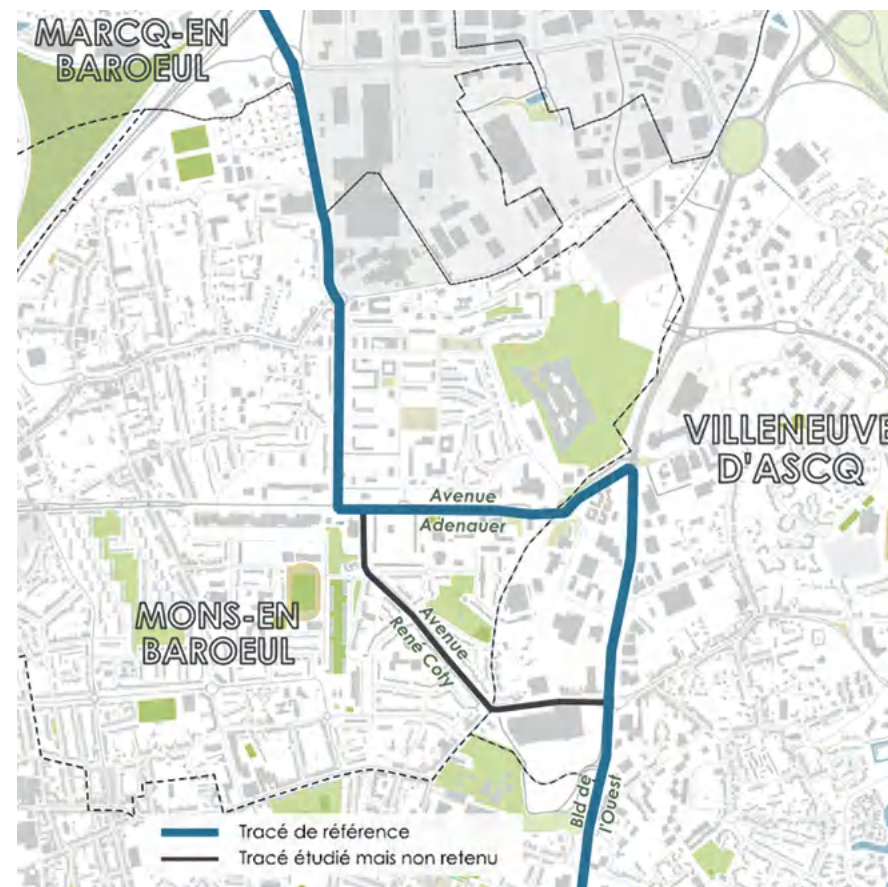 MARCQ-EN
BAROEUL
VILLENEUVE
D'ASCQ
Avenue
Adenauer
MONS-EN
BAROEUL
Avenue
René Coty
Bld de
l'Ouest
Tracé de référence
Tracé étudié mais non retenu